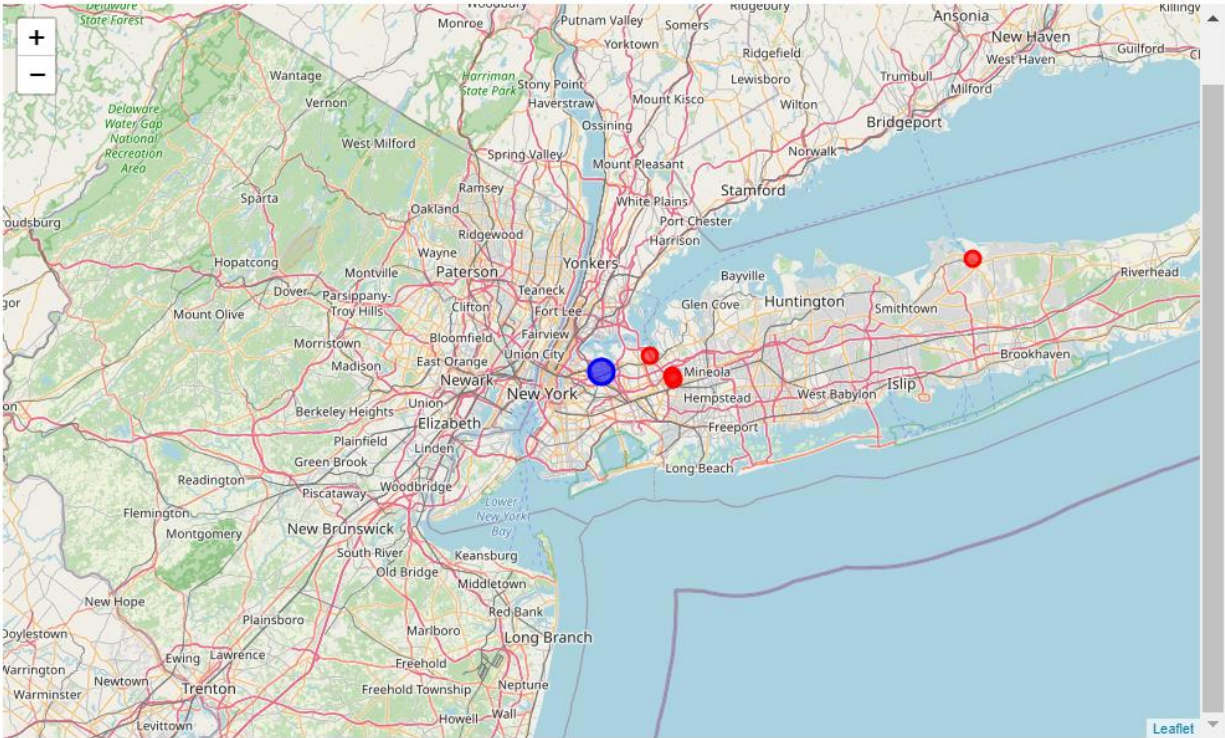 Delaware
State Forest
Woodbury
Monroe
Putnam Valley
Somers
Ridgebury
Ansonia
Killingw
+
−
Yorktown
Ridgefield
New Haven
West Haven
Guilford
Wantage
Harriman
State Park
Stony Point
Haverstraw
Lewisboro
Trumbull
Milford
Vernon
Mount Kisco
Wilton
Bridgeport
Delaware
Water Gap
National
Recreation
Area
West Milford
Ossining
Spring Valley
Mount Pleasant
Norwalk
Stamford
Sparta
Ramsey
Oakland
White Plains
Port Chester
Harrison
roudsburg
Ridgewood
Wayne
Yonkers
Hopatcong
Montville
Paterson
Bayville
Riverhead
Dover
Parsippany-
Troy Hills
Teaneck
Clifton
Fort Lee
Glen Cove
Huntington
Smithtown
gor
Mount Olive
Fairview
Bloomfield
Morristown
Union City
Madison
East Orange
Brookhaven
Newark
Mineola
Islip
New York
Hempstead
West Babylon
on
Union
Berkeley Heights
Elizabeth
Freeport
Plainfield
Linden
Green Brook
Long Beach
Readington
Woodbridge
Piscataway
Flemington
Lower
New York
Bay
Montgomery
New Brunswick
South River
Keansburg
Old Bridge
Middletown
New Hope
Red Bank
Plainsboro
Marlboro
Long Branch
Doylestown
Ewing
Lawrence
Freehold
Warrington
Newtown
Trenton
Freehold Township
Neptune
Warminster
Howell
Wall
Levittown
Leaflet